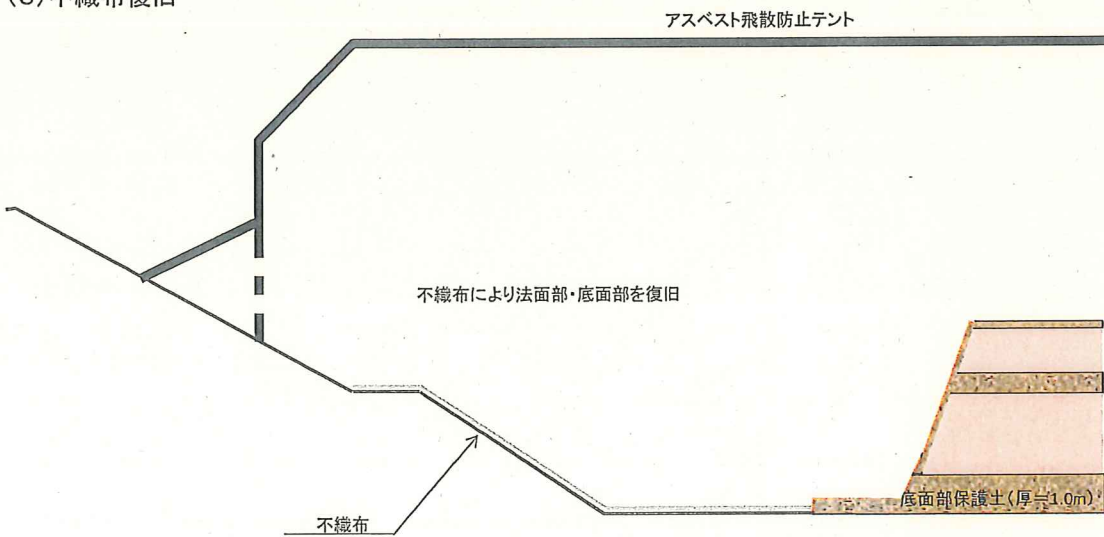 (3)不織布復旧
アスベスト飛散防止テント
不織布により法面部・底面部を復旧
底面部保護土(厚=1.0m)
不織布